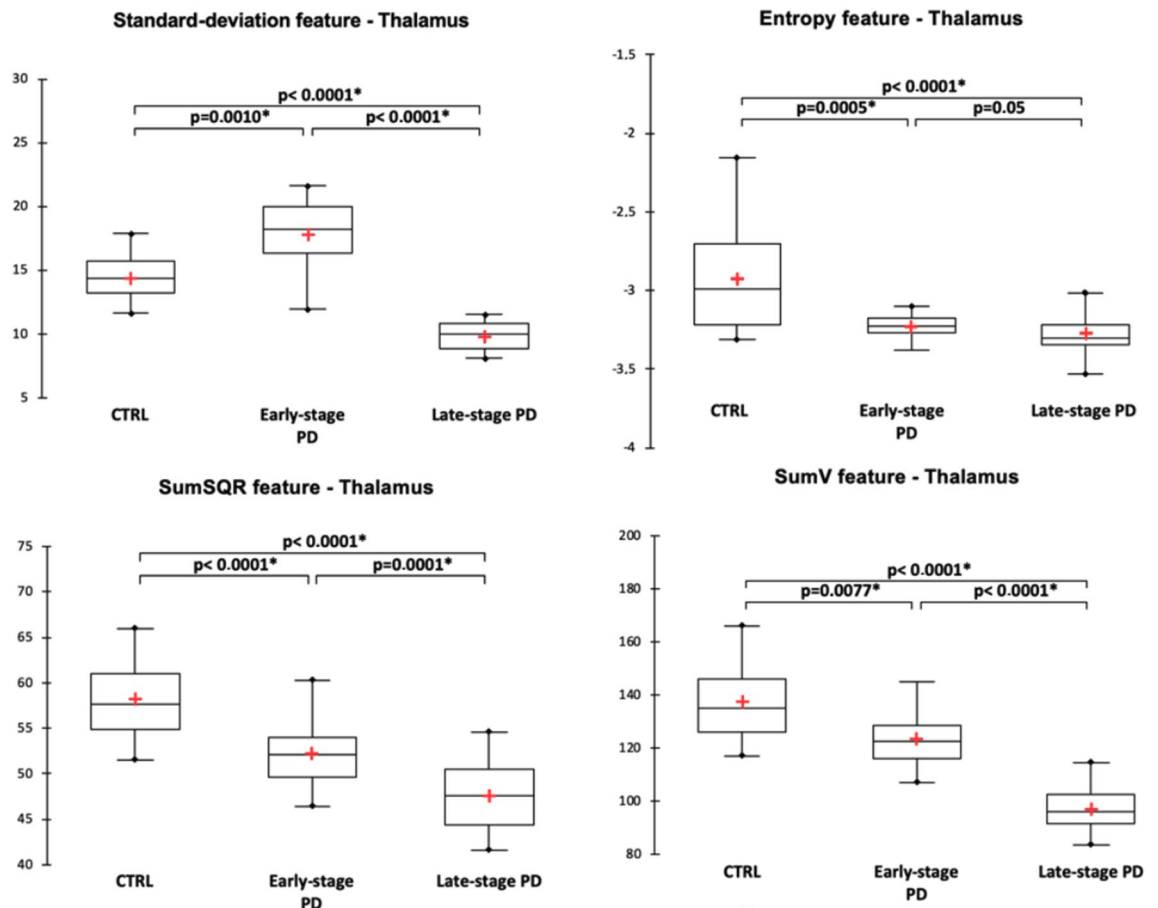 Standard-deviation feature - Thalamus
30
25
20
15
10
5
p< 0.0001*
p=0.0010*
p< 0.0001*
CTRL
Early-stage
PD
Late-stage PD
Entropy feature - Thalamus
-1.5
-2
-2.5
-3
-3.5
-4
p< 0.0001*
p=0.0005*
p=0.05
CTRL
Early-stage
PD
Late-stage PD
SumSQR feature - Thalamus
75
70
65
60
55
50
45
40
p< 0.0001*
p< 0.0001*
p=0.0001*
CTRL
Early-stage
PD
Late-stage PD
SumV feature - Thalamus
200
180
160
140
120
100
80
p< 0.0001*
p=0.0077*
p< 0.0001*
CTRL
Early-stage
PD
Late-stage PD